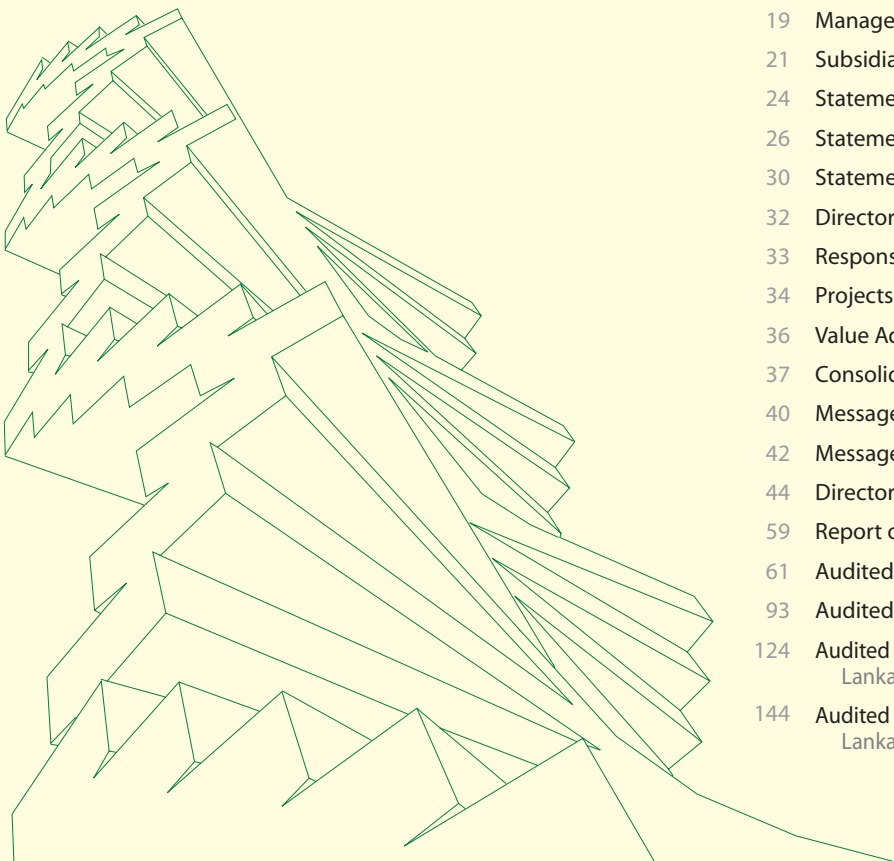 19 Manage
21 Subsidia
24 Stateme
26 Stateme
30 Stateme
32 Director
33 Respons
34 Projects
36 Value Ad
37 Consolid
40 Message
42 Message
44 Director
59 Report o
61 Audited
93 Audited
124 Audited
Lanka
144 Audited
Lanka